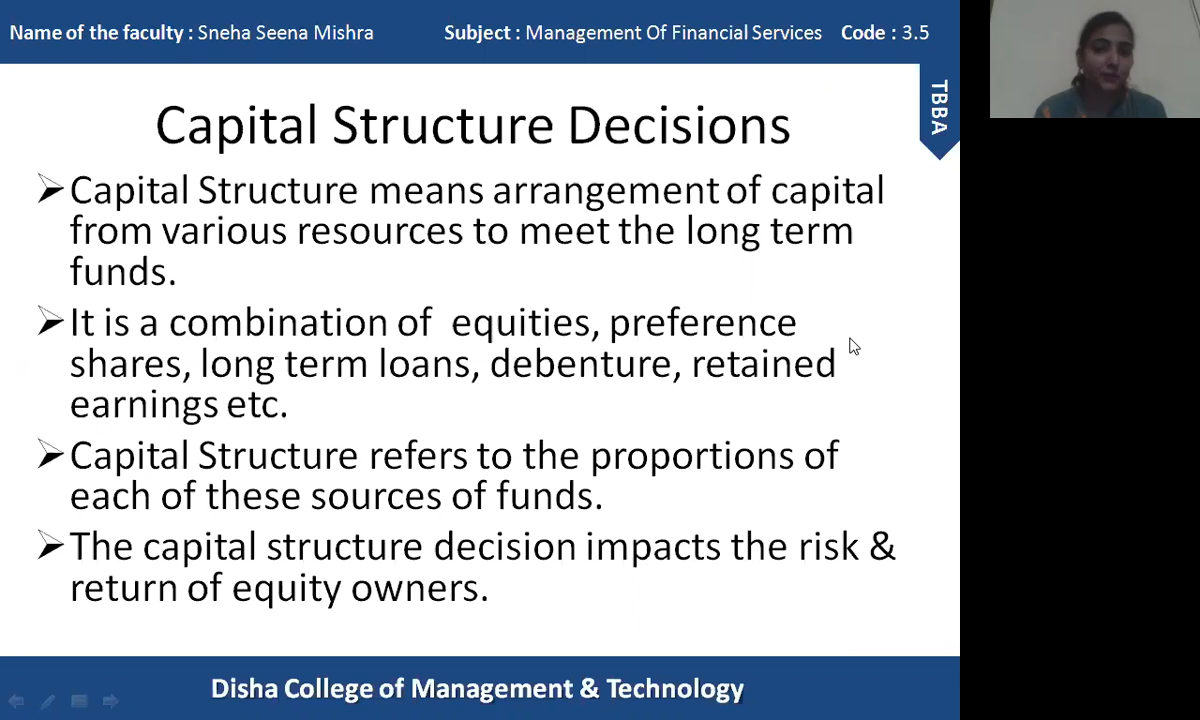 Name of the faculty : Sneha Seena Mishra Subject : Management Of Financial Services Code : 3.5
TBBA
Capital Structure Decisions
➢Capital Structure means arrangement of capital
from various resources to meet the long term
funds.
➢It is a combination of equities, preference
shares, long term loans, debenture, retained
earnings etc.
➢Capital Structure refers to the proportions of
each of these sources of funds.
➢The capital structure decision impacts the risk &
return of equity owners.
Disha College of Management & Technology